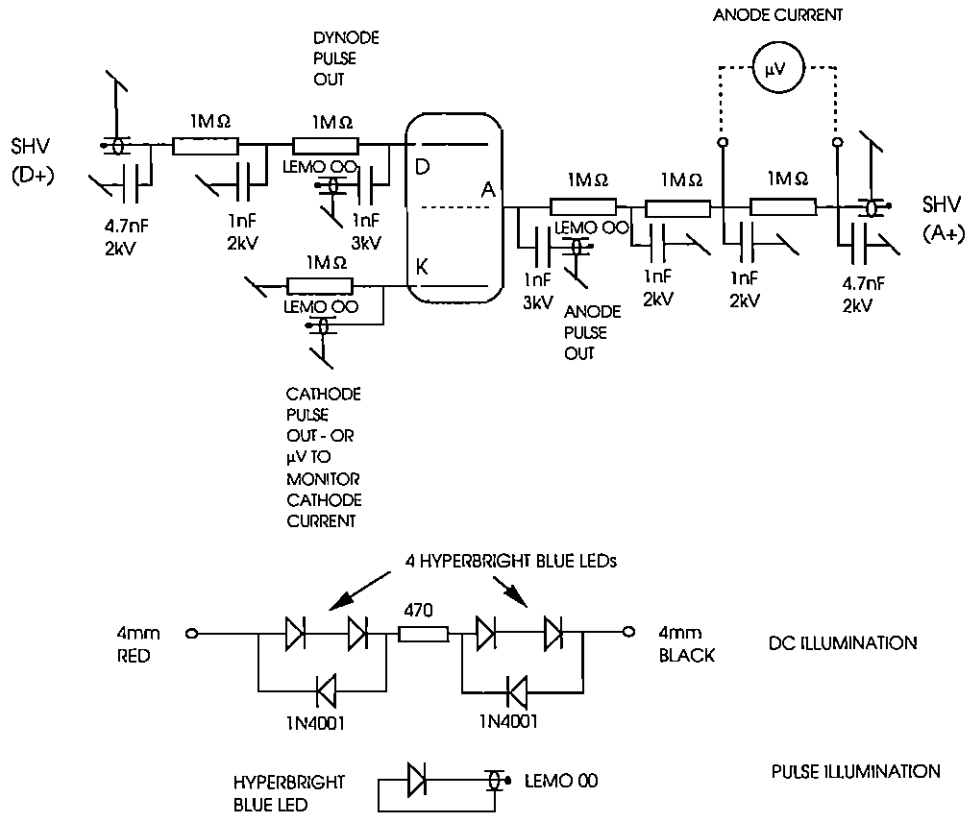 ANODE CURRENT
µV
DYNODE
PULSE
OUT
SHV
(D+)
1MΩ
1MΩ
LEMO OO
4.7nF
2kV
1nF
2kV
1nF
3kV
D
A
K
1MΩ
LEMO OO
1MΩ
1MΩ
1MΩ
LEMO OO
SHV
(A+)
1nF
3kV
1nF
2kV
1nF
2kV
4.7nF
2kV
ANODE
PULSE
OUT
CATHODE
PULSE
OUT - OR
µV TO
MONITOR
CATHODE
CURRENT
4 HYPERBRIGHT BLUE LEDs
4mm
RED
470
4mm
BLACK
DC ILLUMINATION
1N4001
1N4001
HYPERBRIGHT
BLUE LED
LEMO 00
PULSE ILLUMINATION